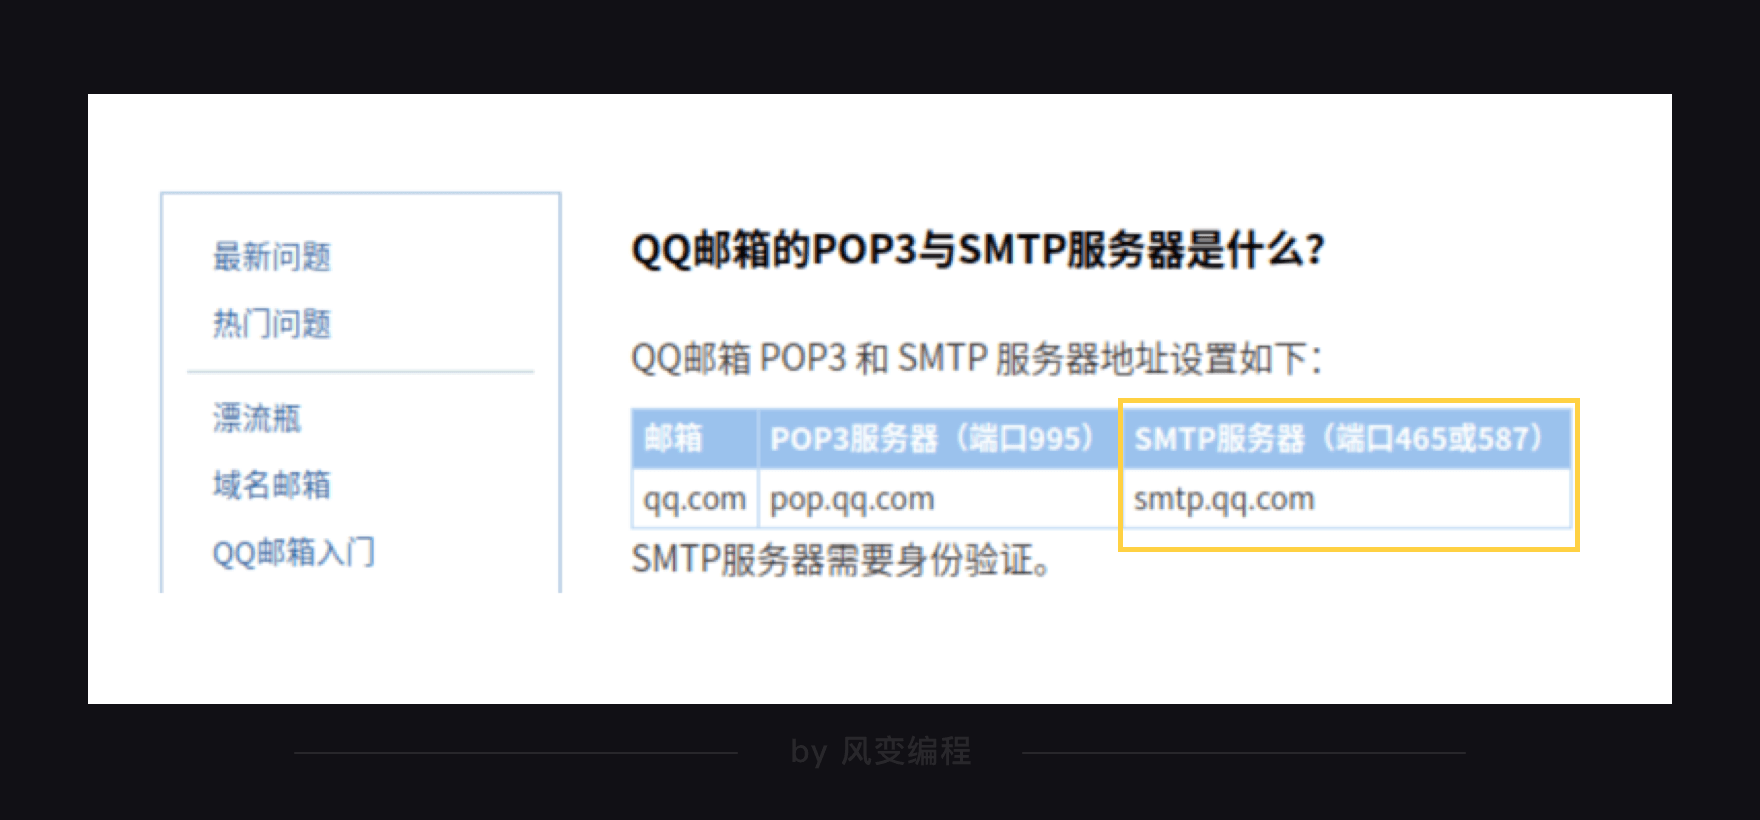 最新问题
热门问题
漂流瓶
域名邮箱
QQ邮箱入门
QQ邮箱的POP3与SMTP服务器是什么？
QQ邮箱 POP3 和 SMTP 服务器地址设置如下：
邮箱 POP3服务器（端口995） SMTP服务器（端口465或587）
qq.com pop.qq.com smtp.qq.com
SMTP服务器需要身份验证。
by 风变编程